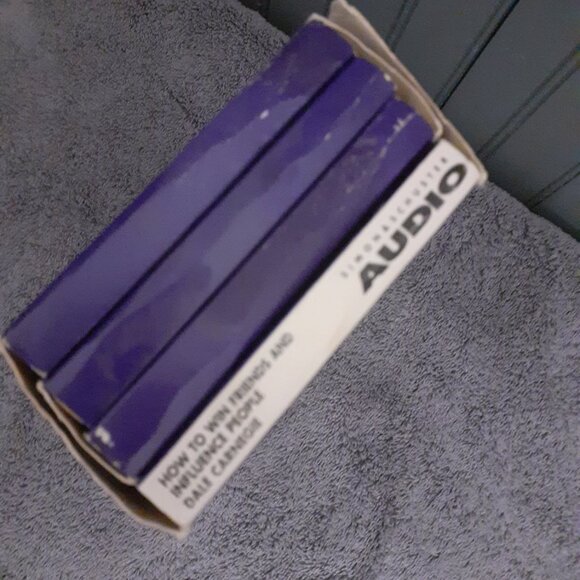 SIMON&SCHUSTER
AUDIO
HOW TO WIN FRIENDS AND
INFLUENCE PEOPLE
DALE CARNEGIE